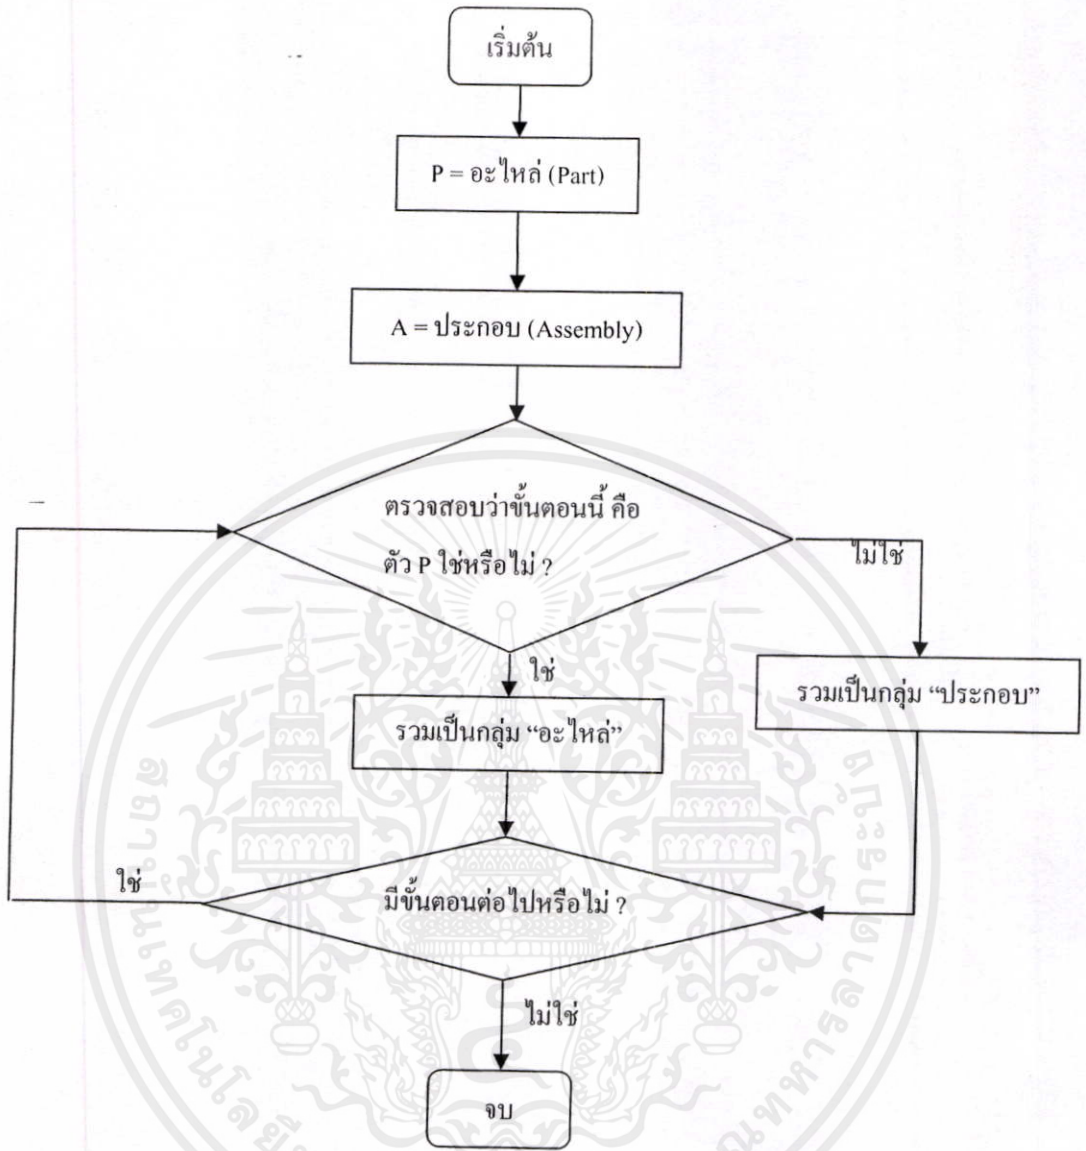 เริ่มต้น
P = อะไหล่ (Part)
A = ประกอบ (Assembly)
ตรวจสอบว่าขั้นตอนนี้ คือ
ตัว P ใช่หรือไม่ ?
ไม่ใช่
ใช่
รวมเป็นกลุ่ม “ประกอบ”
รวมเป็นกลุ่ม “อะไหล่”
ใช่
มีขั้นตอนต่อไปหรือไม่ ?
ไม่ใช่
จบ